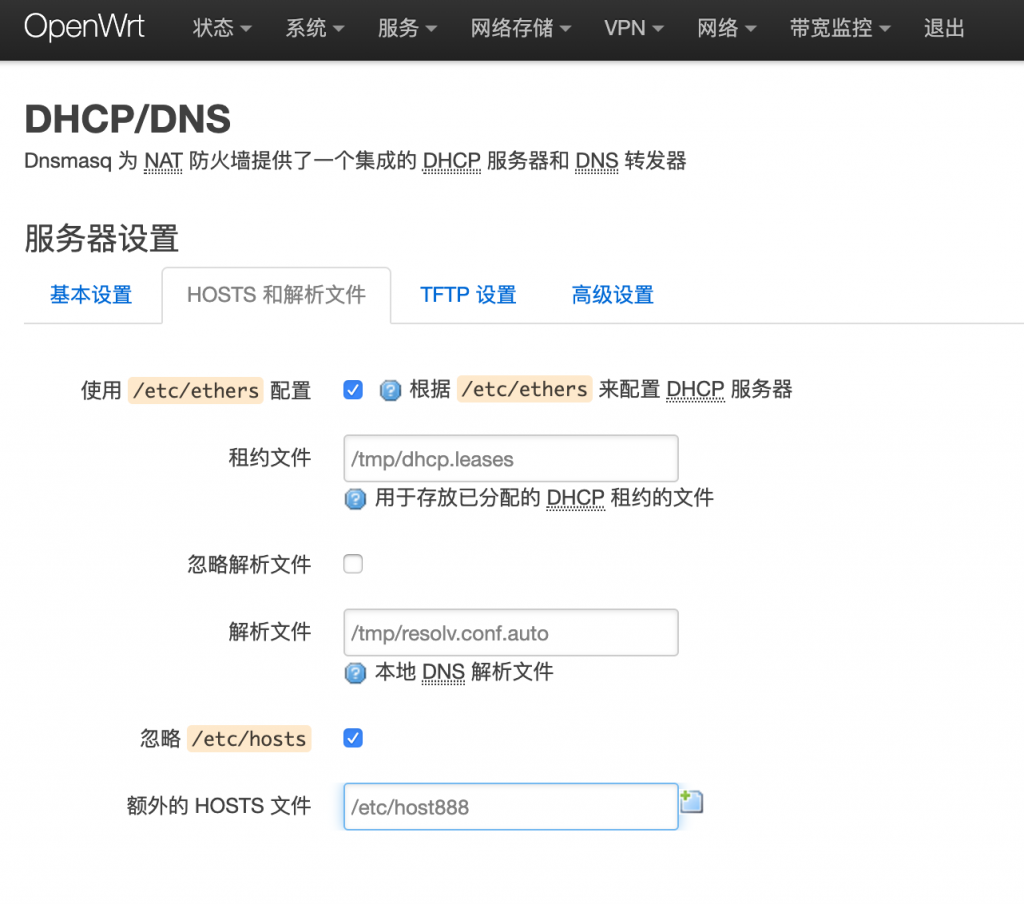 OpenWrt 状态 系统 服务 网络存储 VPN 网络 带宽监控 退出
DHCP/DNS
Dnsmasq 为 NAT 防火墙提供了一个集成的 DHCP 服务器和 DNS 转发器
服务器设置
基本设置 HOSTS 和解析文件 TFTP 设置 高级设置
使用 /etc/ethers 配置 根据 /etc/ethers 来配置 DHCP 服务器
租约文件 /tmp/dhcp.leases
用于存放已分配的 DHCP 租约的文件
忽略解析文件
解析文件 /tmp/resolv.conf.auto
本地 DNS 解析文件
忽略 /etc/hosts
额外的 HOSTS 文件 /etc/host888